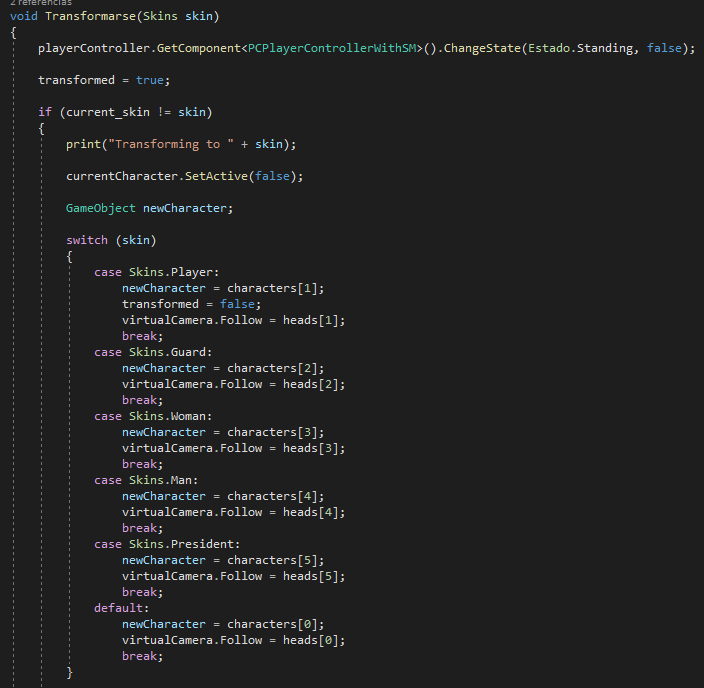 2 referencias
void Transformarse(Skins skin)
{
playerController.GetComponent<PCPlayerControllerWithSM>().ChangeState(Estado.Standing, false);
transformed = true;
if (current_skin != skin)
{
print("Transforming to " + skin);
currentCharacter.SetActive(false);
GameObject newCharacter;
switch (skin)
{
case Skins.Player:
newCharacter = characters[1];
transformed = false;
virtualCamera.Follow = heads[1];
break;
case Skins.Guard:
newCharacter = characters[2];
virtualCamera.Follow = heads[2];
break;
case Skins.Woman:
newCharacter = characters[3];
virtualCamera.Follow = heads[3];
break;
case Skins.Man:
newCharacter = characters[4];
virtualCamera.Follow = heads[4];
break;
case Skins.President:
newCharacter = characters[5];
virtualCamera.Follow = heads[5];
break;
default:
newCharacter = characters[0];
virtualCamera.Follow = heads[0];
break;
}